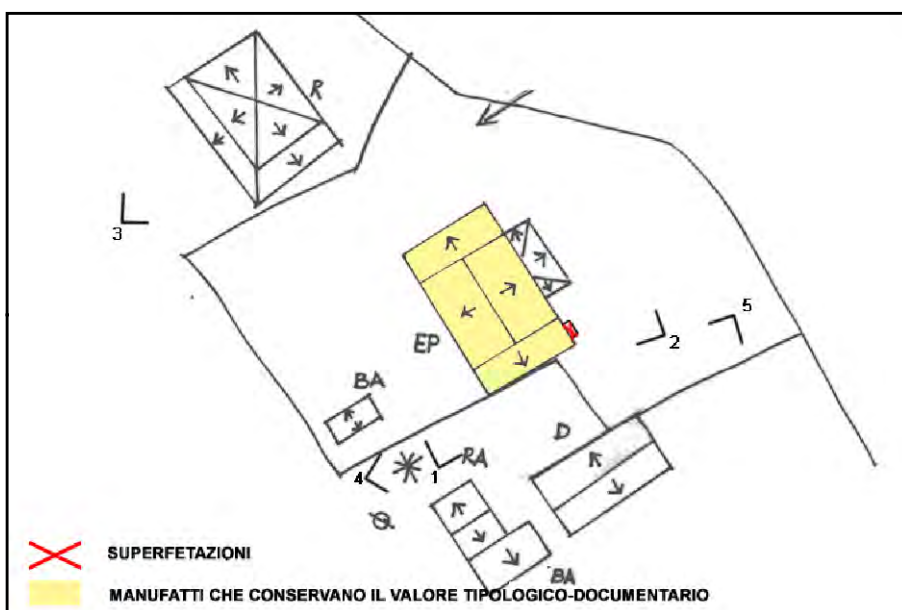 R
3
5
2
EP
BA
D
4
1
RA
BA
SUPERFETAZIONI
MANUFATTI CHE CONSERVANO IL VALORE TIPOLOGICO-DOCUMENTARIO